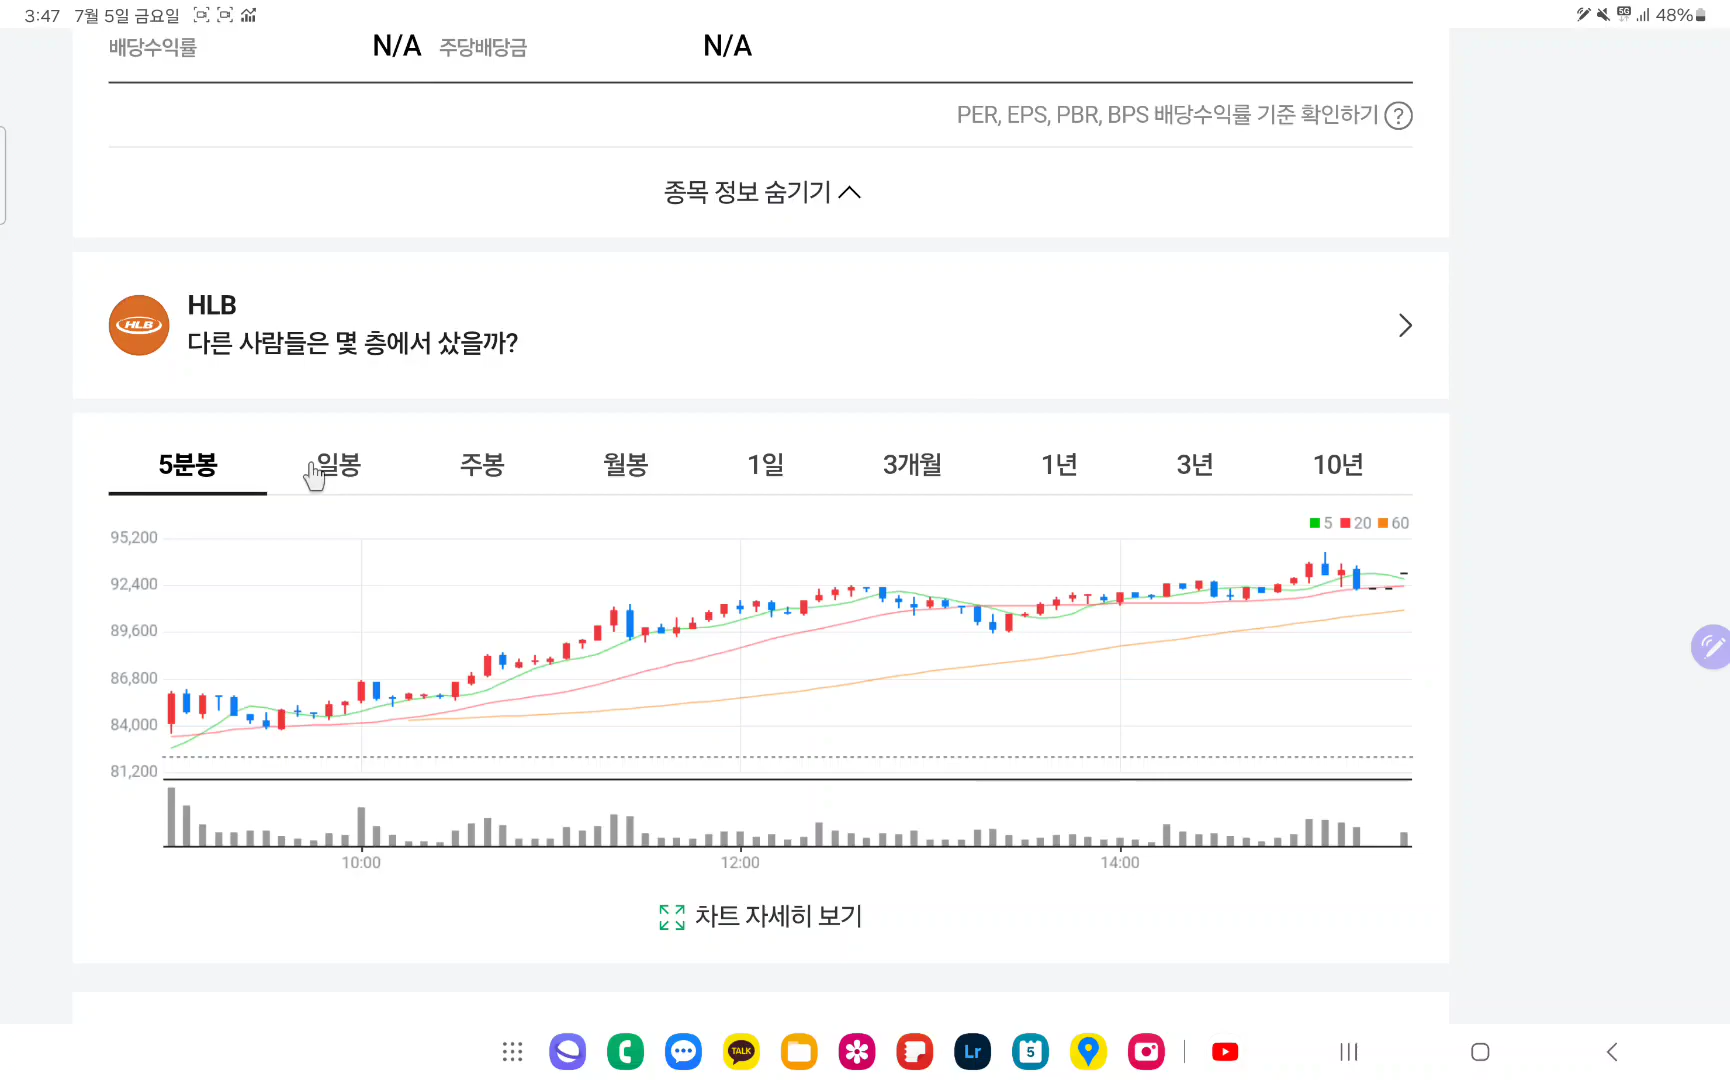 3:47 7월 5일 금요일 5G 48%
배당수익률 N/A 주당배당금 N/A
PER, EPS, PBR, BPS 배당수익률 기준 확인하기 ?
종목 정보 숨기기
HLB
HLB
다른 사람들은 몇 층에서 샀을까?
5분봉 일봉 주봉 월봉 1일 3개월 1년 3년 10년
5 20 60
95,200
92,400
89,600
86,800
84,000
81,200
10:00 12:00 14:00
차트 자세히 보기
TALK Lr 5